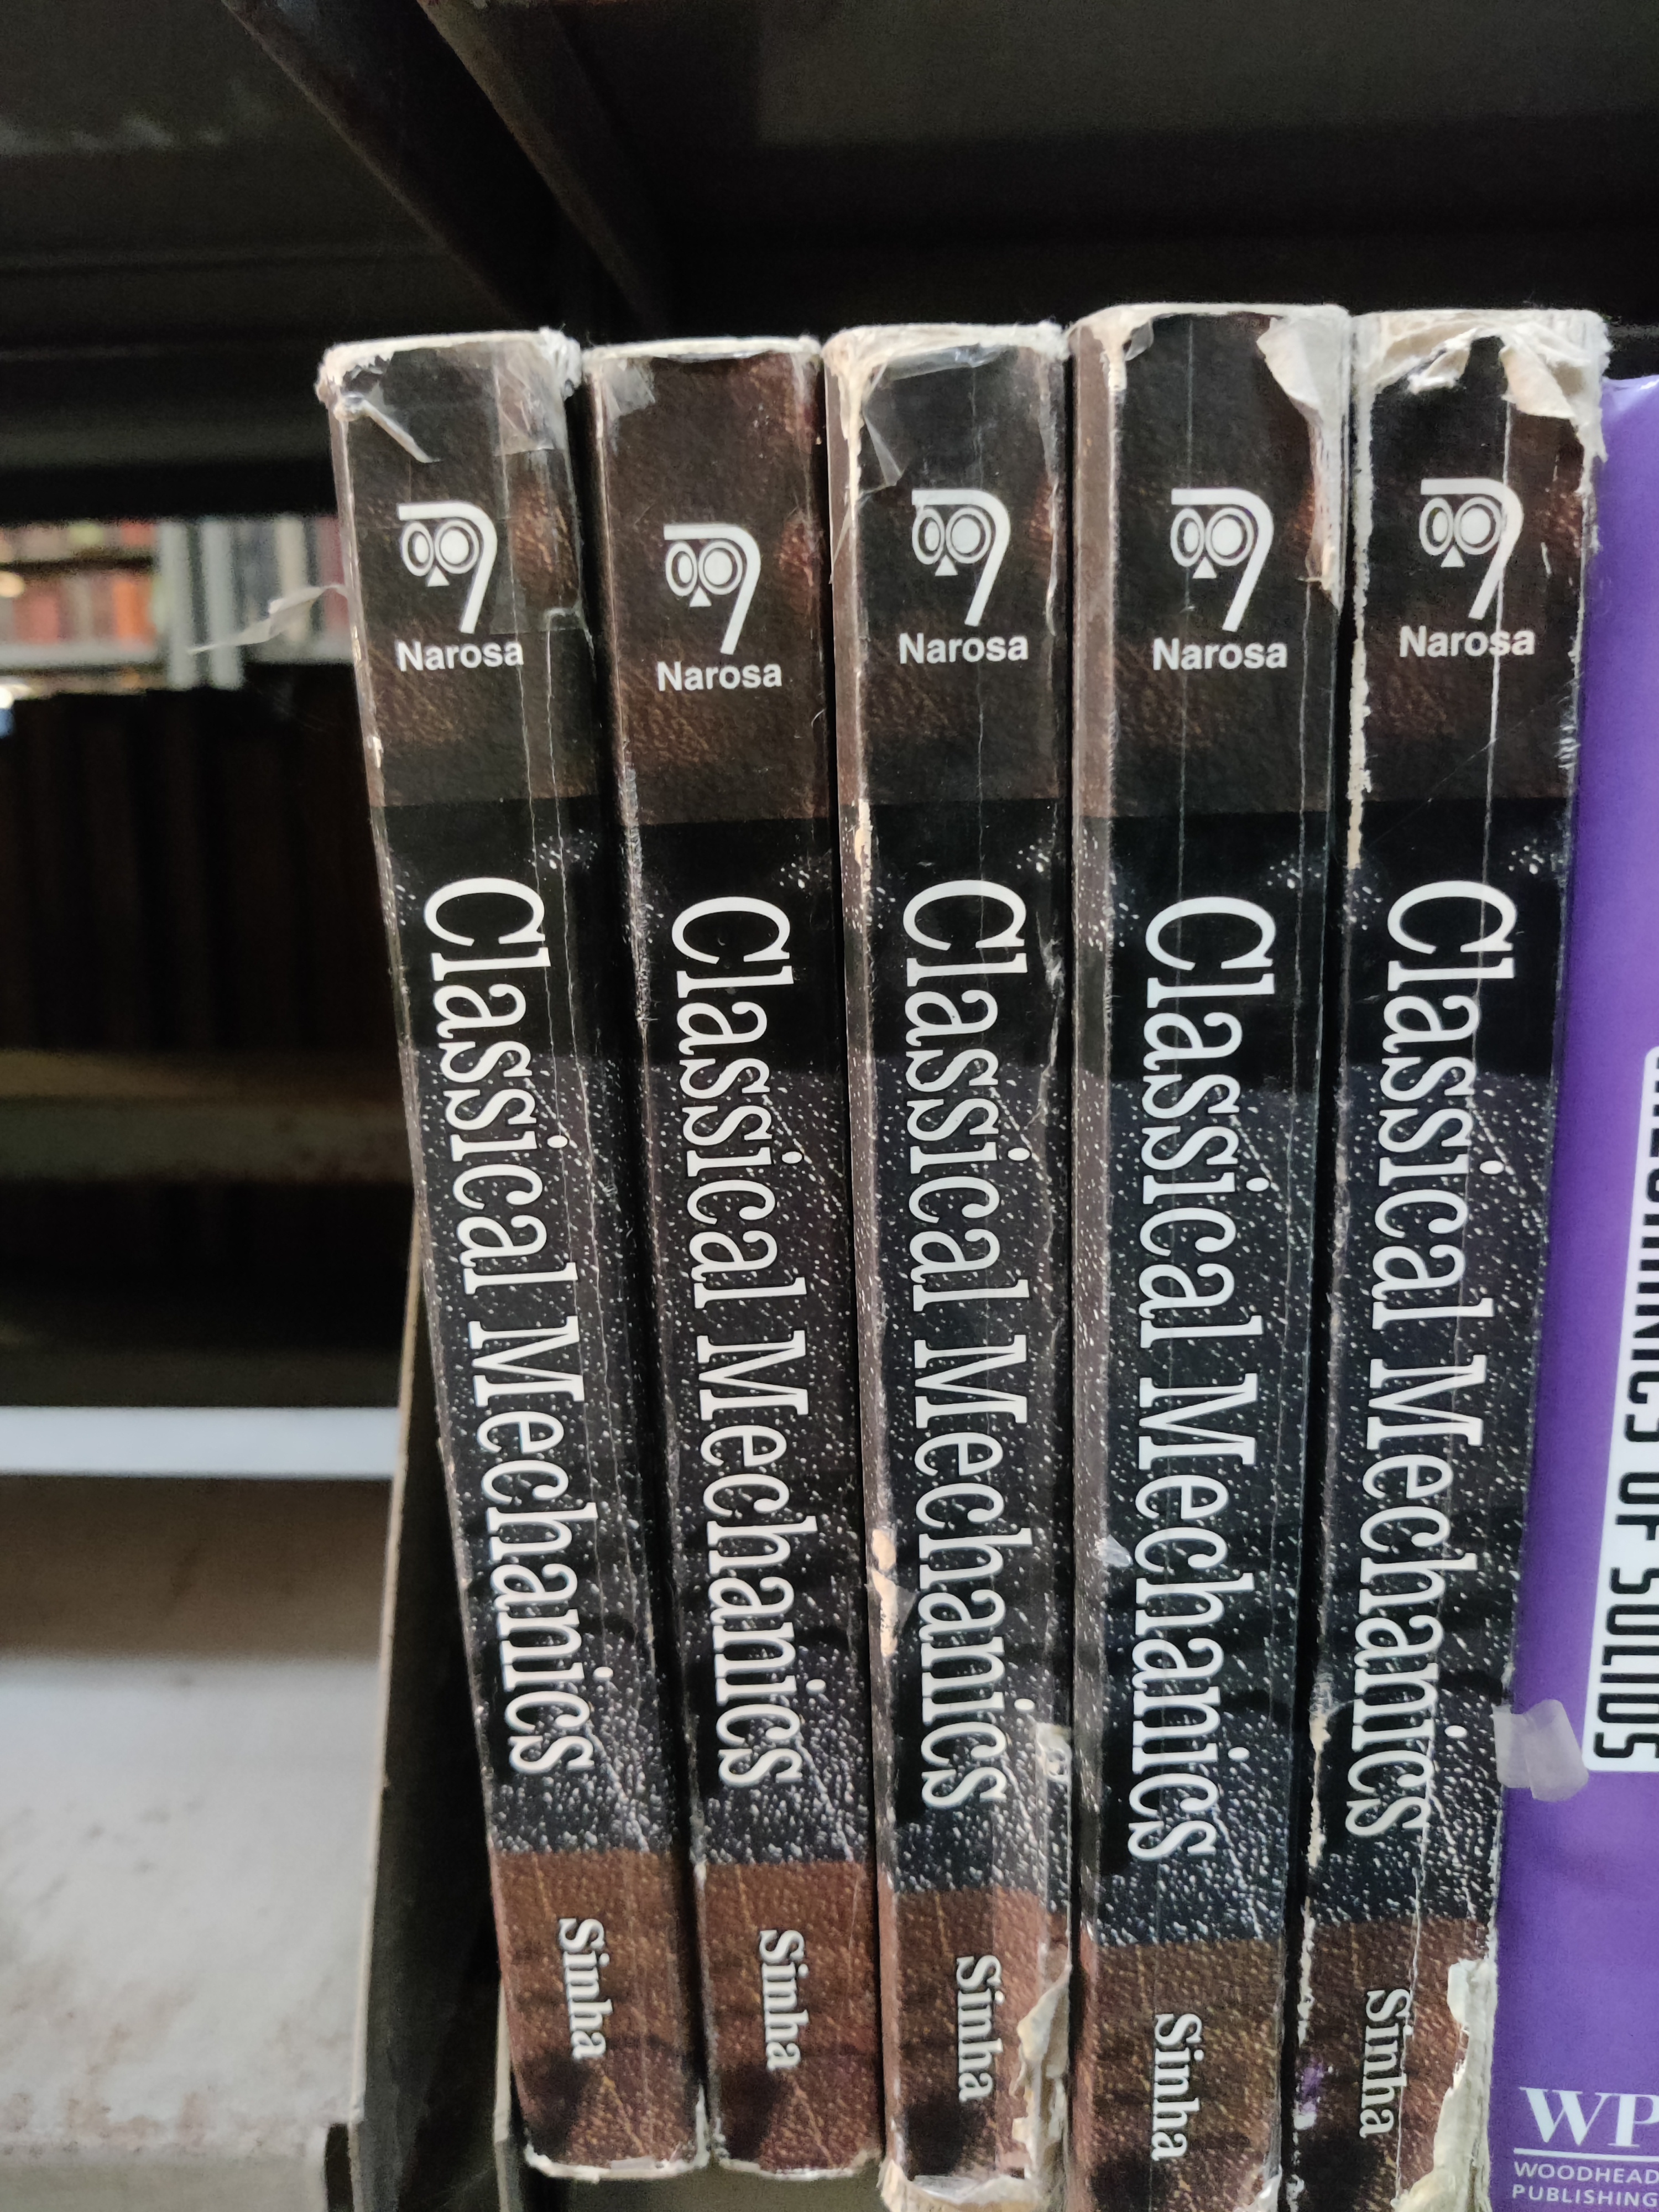 Narosa
Classical Mechanics
Sinha
Narosa
Classical Mechanics
Sinha
Narosa
Classical Mechanics
Sinha
Narosa
Classical Mechanics
Sinha
Narosa
Classical Mechanics
Sinha
MECHANICS OF SOLIDS
WP
WOODHEAD
PUBLISHING